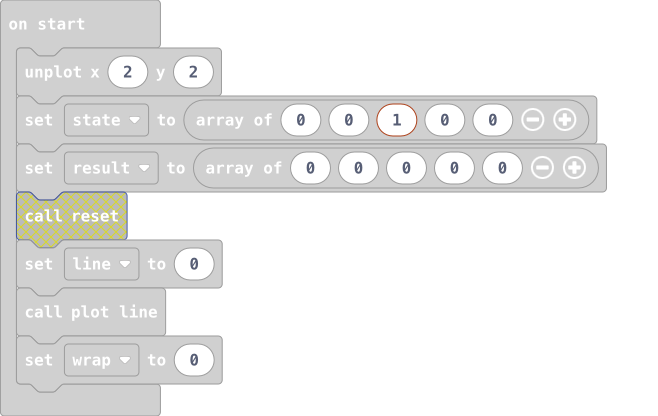 on start
unplot x 2 y 2
set state to array of 0 0 1 0 0
set result to array of 0 0 0 0 0
call reset
set line to 0
call plot line
set wrap to 0